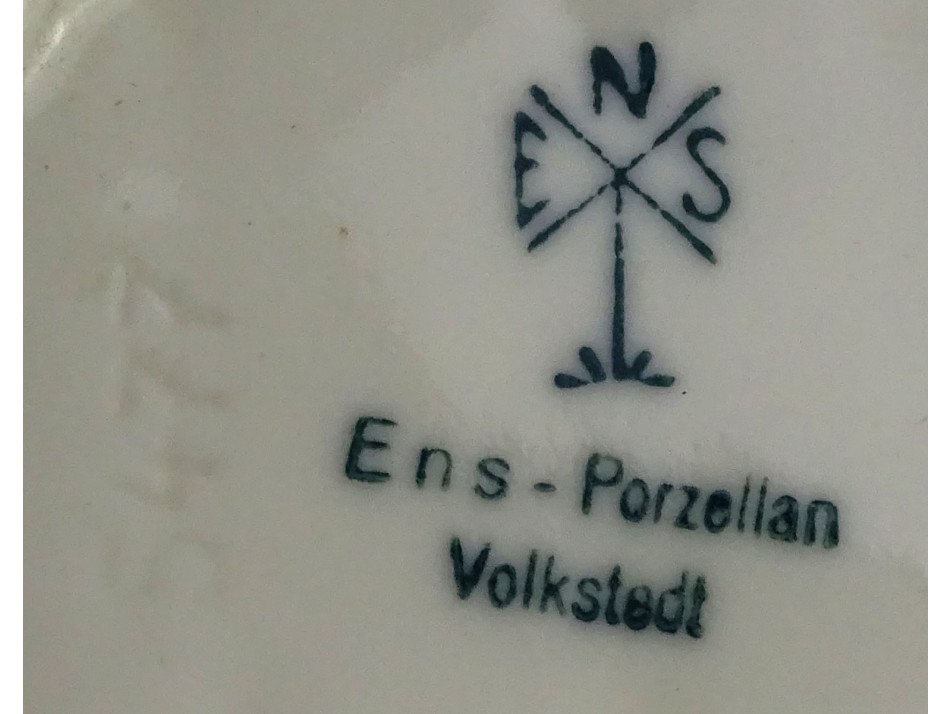 N
E S
Ens-Porzellan
Volkstedt